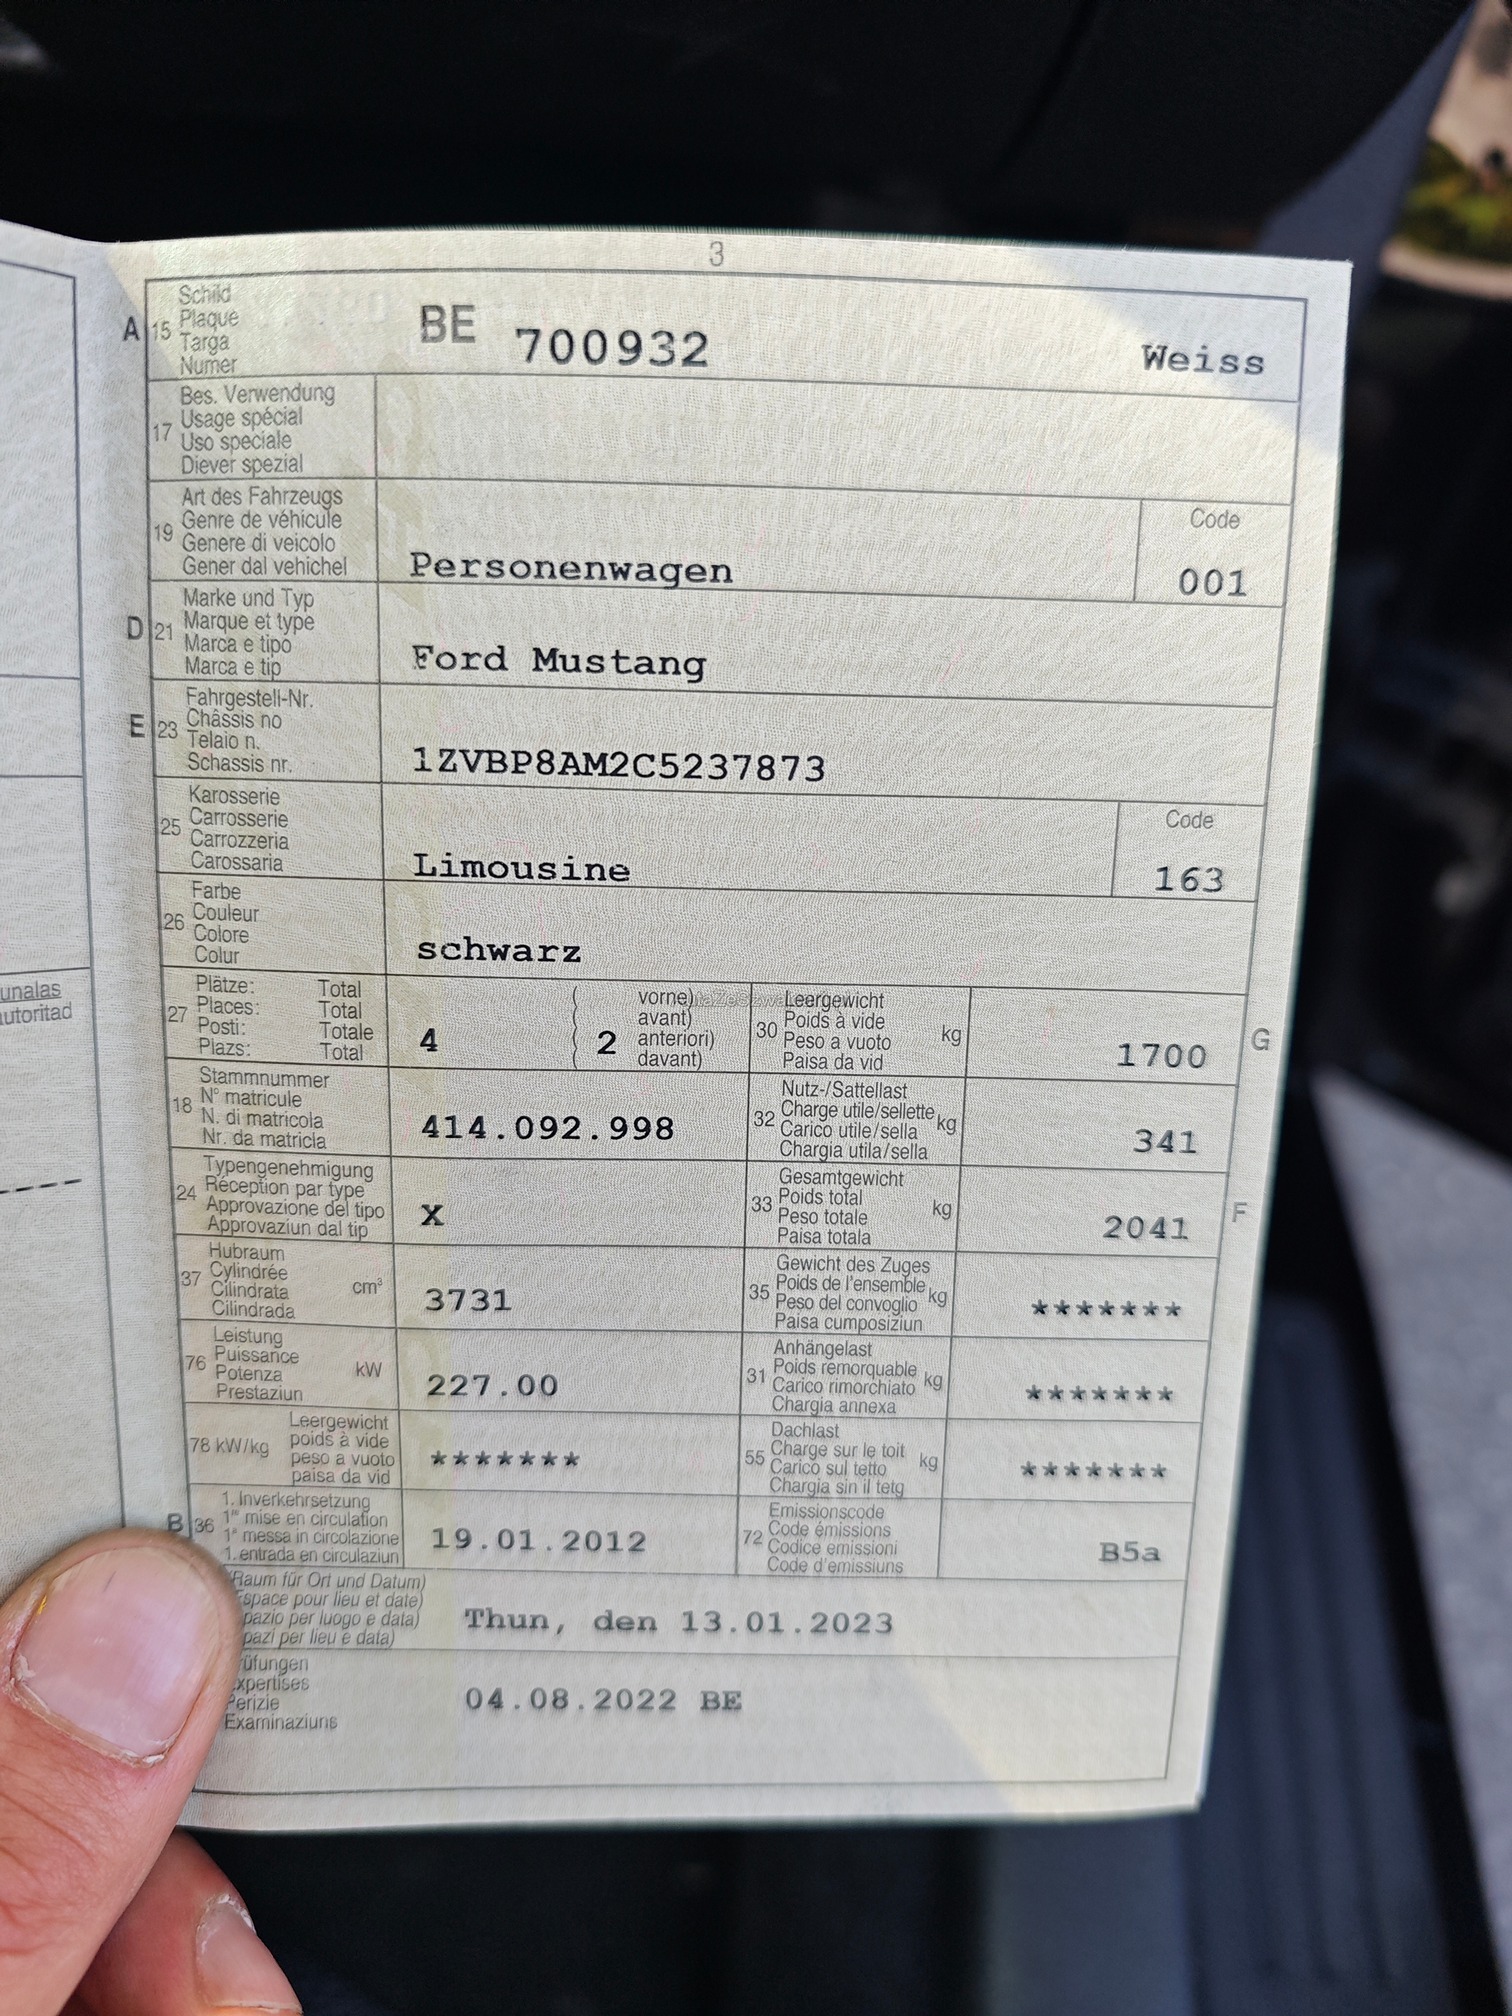 3
A 15 Schild
Plaque
Targa
Numer
BE 700932 Weiss
17 Bes. Verwendung
Usage spécial
Uso speciale
Diever spezial
19 Art des Fahrzeugs
Genre de véhicule
Genere di veicolo
Gener dal vehichel
Personenwagen
Code
001
D 21 Marke und Typ
Marque et type
Marca e tipo
Marca e tip
Ford Mustang
E 23 Fahrgestell-Nr.
Châssis no
Telaio n.
Schassis nr.
1ZVBP8AM2C5237873
25 Karosserie
Carrosserie
Carrozzeria
Carossaria
Limousine
Code
163
26 Farbe
Couleur
Colore
Colur
schwarz
27 Plätze: Total
Places: Total
Posti: Totale
Plazs: Total
4
( 2 vorne)
avant)
anteriori)
davant)
30 Leergewicht
Poids à vide
Peso a vuoto
Paisa da vid
kg
1700
G
18 Stammnummer
N° matricule
N. di matricola
Nr. da matricla
414.092.998
32 Nutz-/Sattellast
Charge utile/sellette
Carico utile/sella
Chargia utila/sella
kg
341
24 Typengenehmigung
Réception par type
Approvazione del tipo
Approvaziun dal tip
X
33 Gesamtgewicht
Poids total
Peso totale
Paisa totala
kg
2041
F
37 Hubraum
Cylindrée
Cilindrata
Cilindrada
cm³
3731
35 Gewicht des Zuges
Poids de l'ensemble
Peso del convoglio
Paisa cumposiziun
kg
*******
76 Leistung
Puissance
Potenza
Prestaziun
kW
227.00
31 Anhängelast
Poids remorquable
Carico rimorchiato
Chargia annexa
kg
*******
78 kW/kg Leergewicht
poids à vide
peso a vuoto
paisa da vid
*******
55 Dachlast
Charge sur le toit
Carico sul tetto
Chargia sin il tetg
kg
*******
B 36 1. Inverkehrsetzung
1re mise en circulation
1a messa in circolazione
1. entrada en circulaziun
19.01.2012
72 Emissionscode
Code émissions
Codice emissioni
Code d'emissiuns
B5a
(Raum für Ort und Datum)
pour lieu et date)
per luogo e data)
per lieu e data)
Thun, den 13.01.2023
Perizie
Examinaziuns
04.08.2022 BE
unalas
utoritad